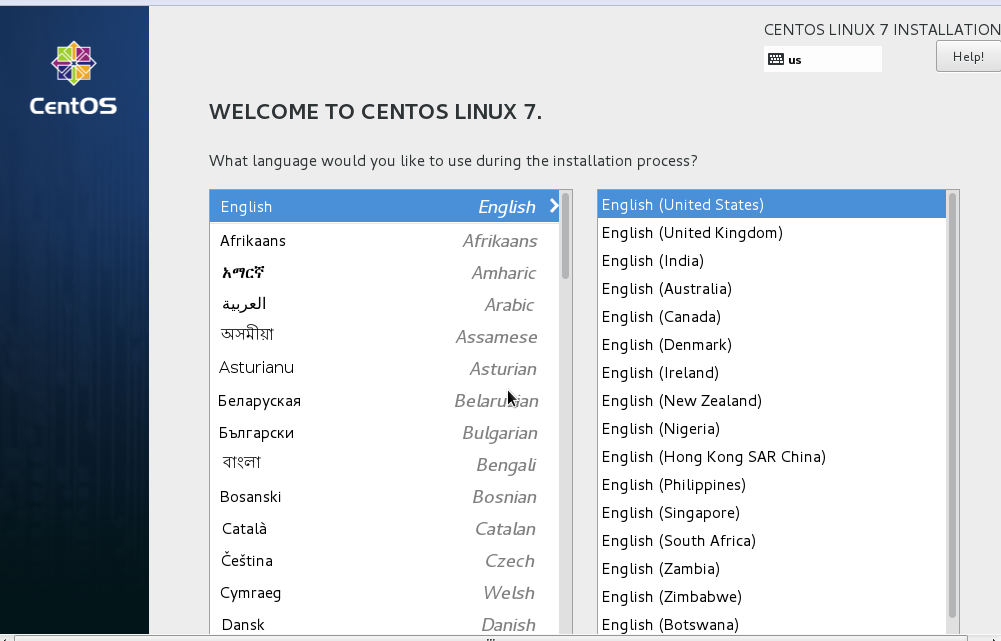 CENTOS LINUX 7 INSTALLATION
us
Help!
CentOS
WELCOME TO CENTOS LINUX 7.
What language would you like to use during the installation process?
English English
Afrikaans Afrikaans
አማርኛ Amharic
العربية Arabic
অসমীয়া Assamese
Asturianu Asturian
Беларуская Belarusian
Български Bulgarian
বাংলা Bengali
Bosanski Bosnian
Català Catalan
Čeština Czech
Cymraeg Welsh
Dansk Danish
English (United States)
English (United Kingdom)
English (India)
English (Australia)
English (Canada)
English (Denmark)
English (Ireland)
English (New Zealand)
English (Nigeria)
English (Hong Kong SAR China)
English (Philippines)
English (Singapore)
English (South Africa)
English (Zambia)
English (Zimbabwe)
English (Botswana)